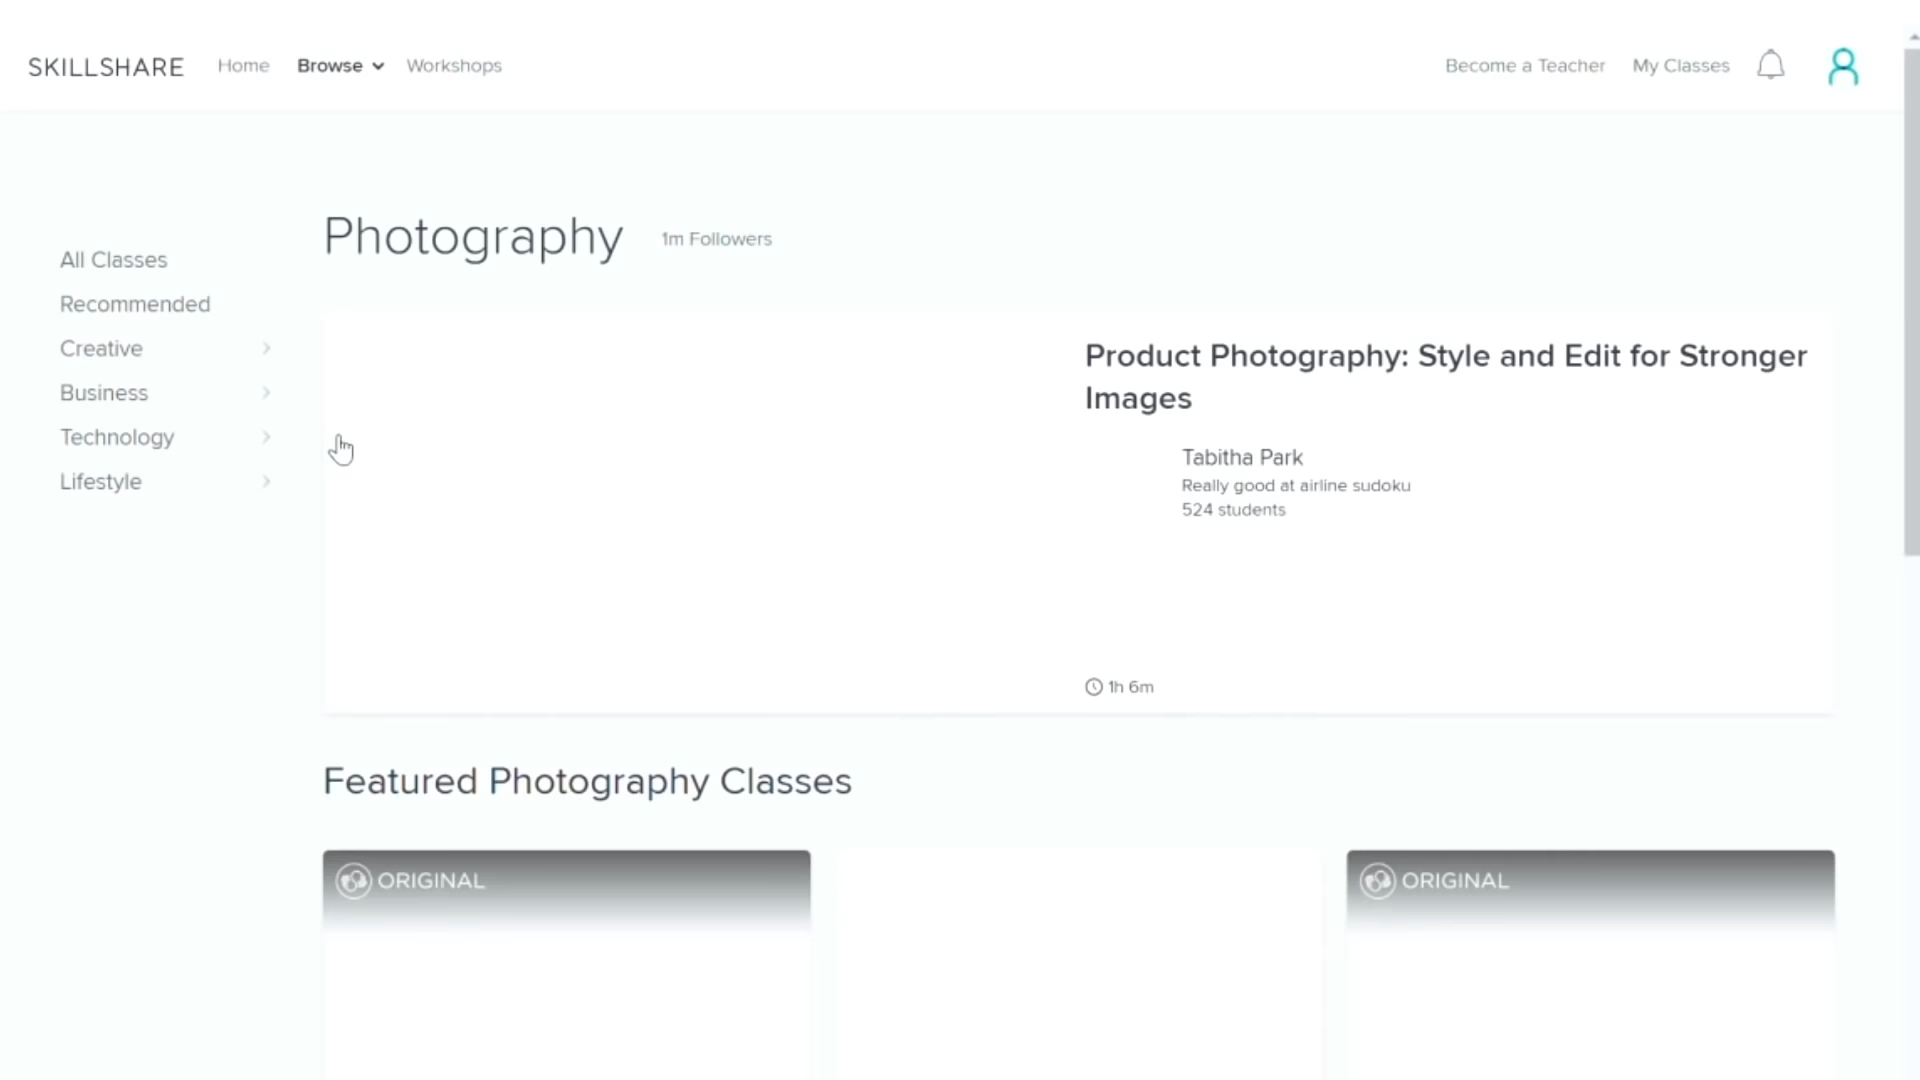 SKILLSHARE Home Browse Workshops Become a Teacher My Classes
Photography 1m Followers
All Classes
Recommended
Creative
Business
Technology
Lifestyle
Product Photography: Style and Edit for Stronger
Images
Tabitha Park
Really good at airline sudoku
524 students
1h 6m
Featured Photography Classes
ORIGINAL
ORIGINAL